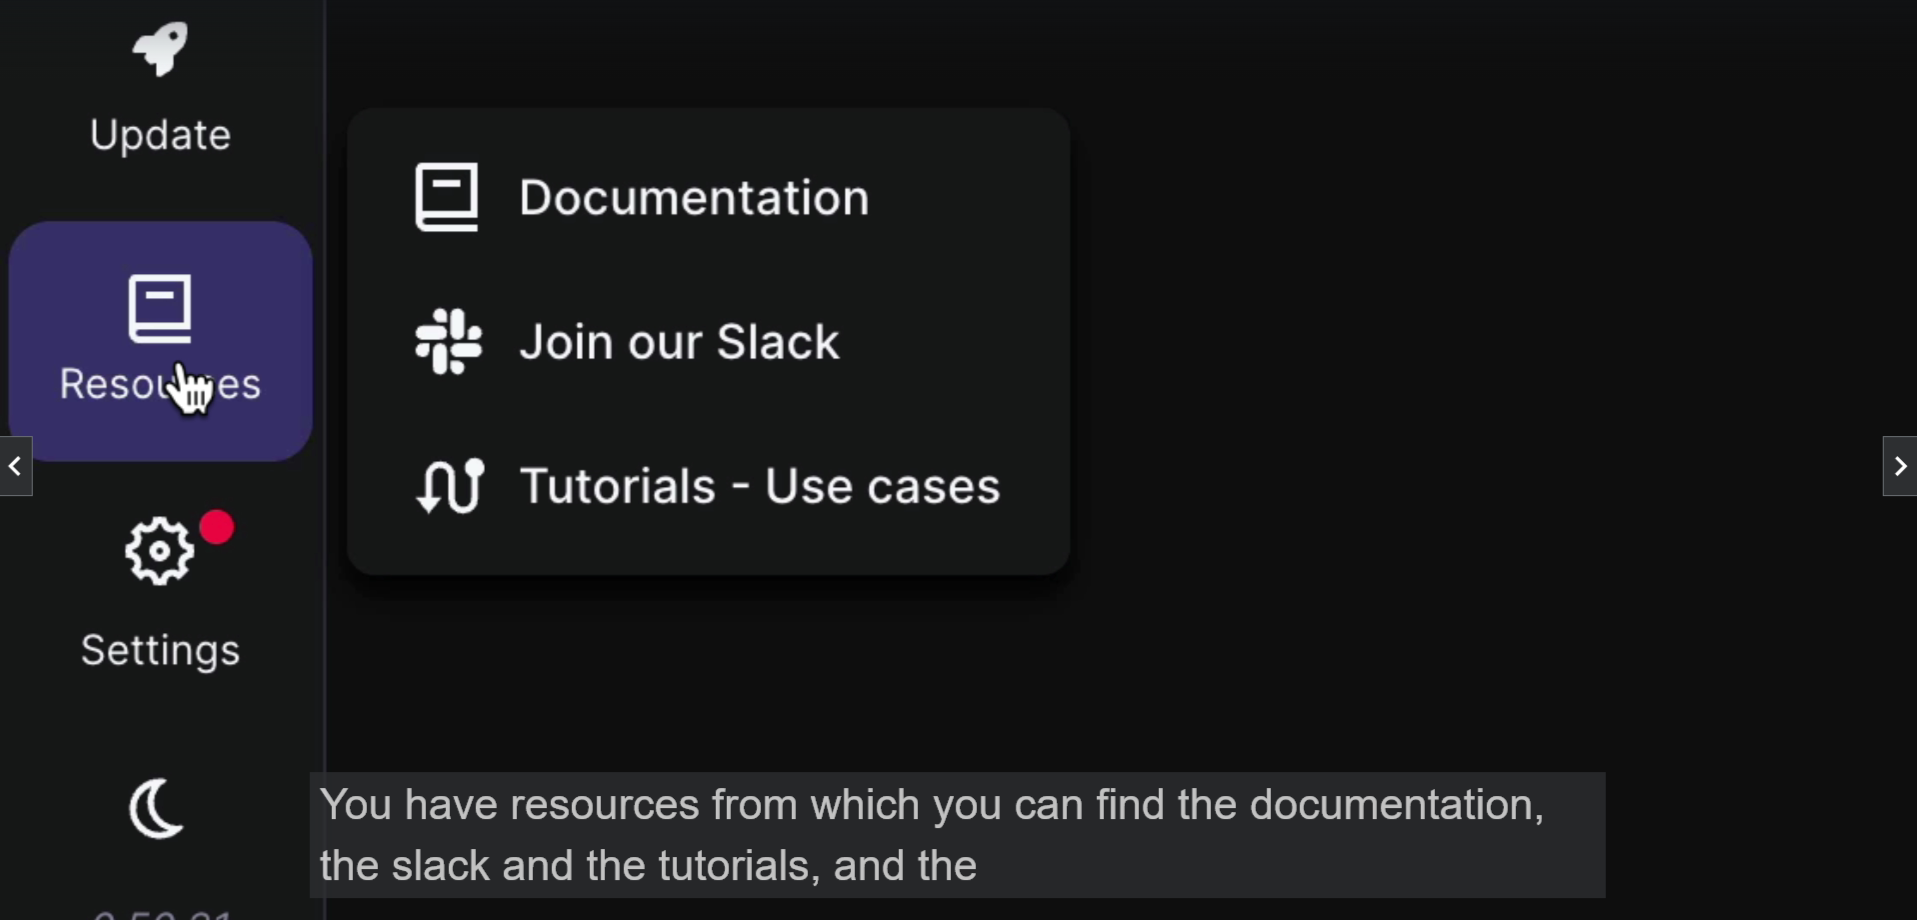 Update
Resources
Settings
Documentation
Join our Slack
Tutorials - Use cases
You have resources from which you can find the documentation,
the slack and the tutorials, and the